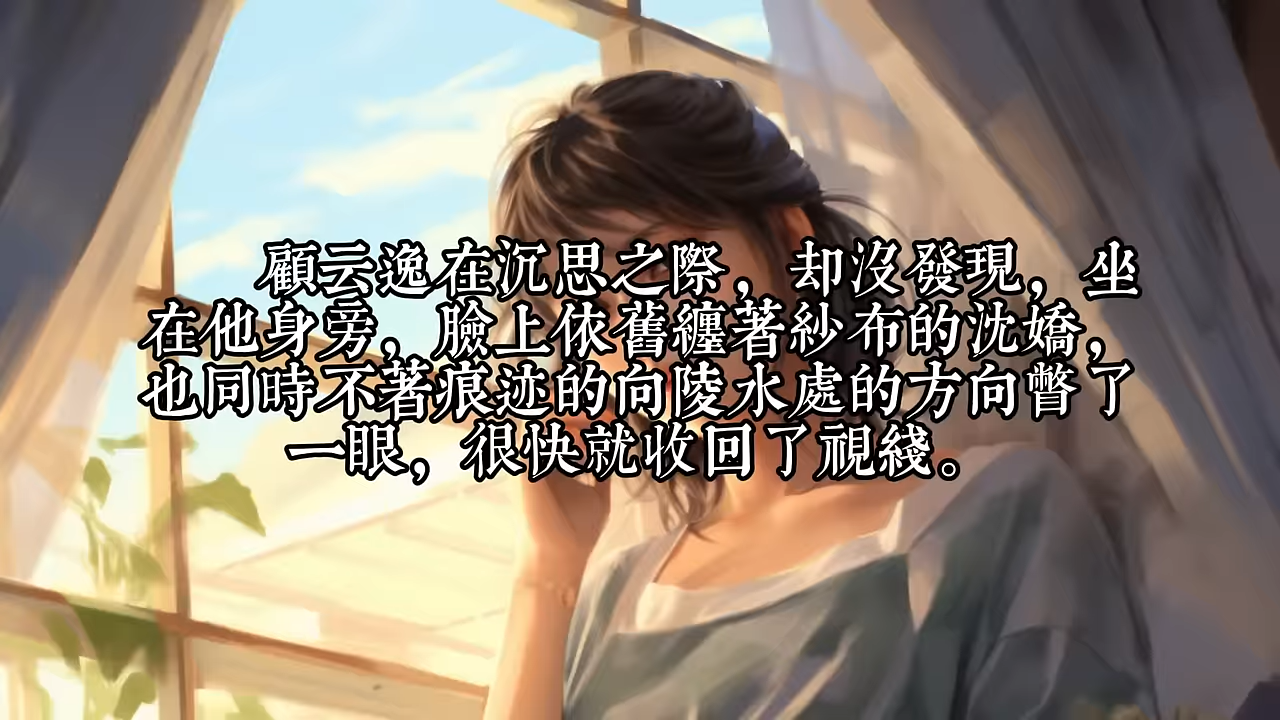 顧云逸在沉思之際，却沒發現，坐
在他身旁，臉上依舊纏著紗布的沈嬌，
也同時不著痕迹的向陵水處的方向瞥了
一眼，很快就收回了視綫。